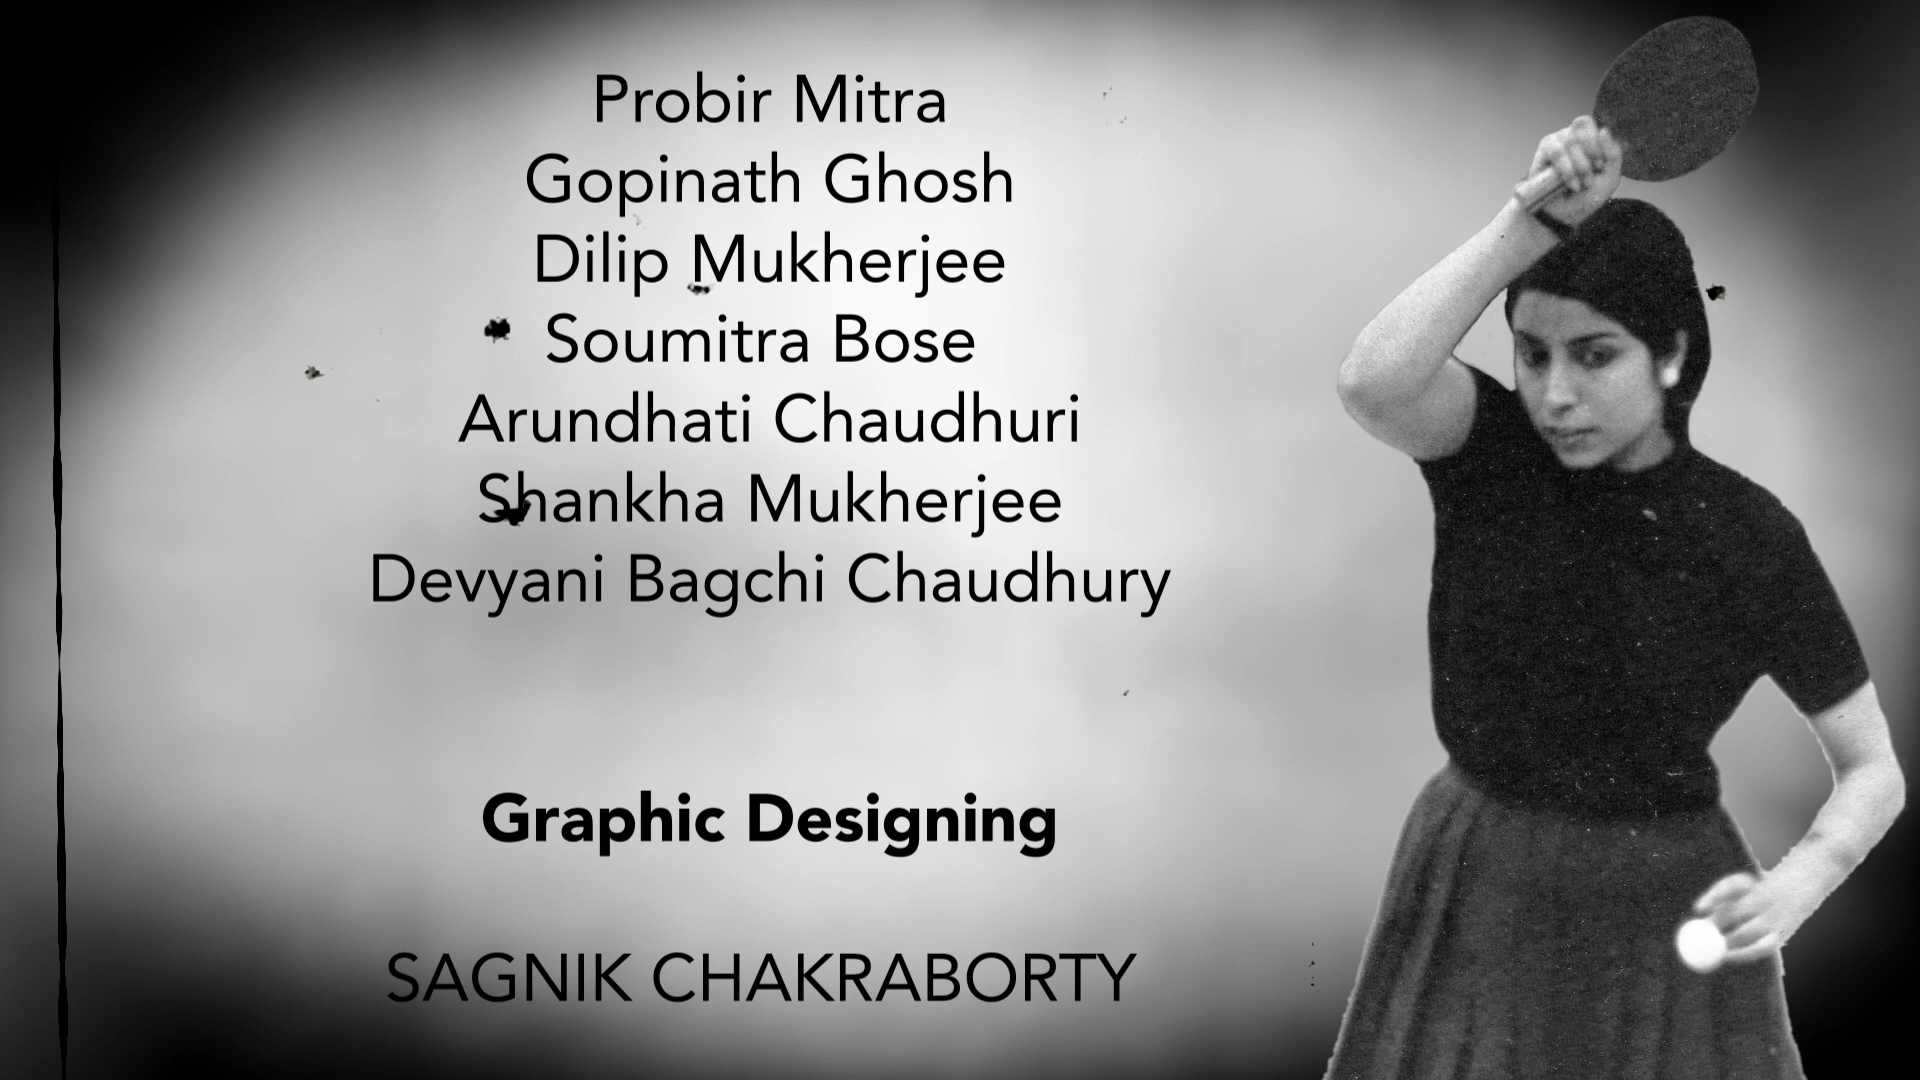 Probir Mitra
Gopinath Ghosh
Dilip Mukherjee
Soumitra Bose
Arundhati Chaudhuri
Shankha Mukherjee
Devyani Bagchi Chaudhury
Graphic Designing
SAGNIK CHAKRABORTY